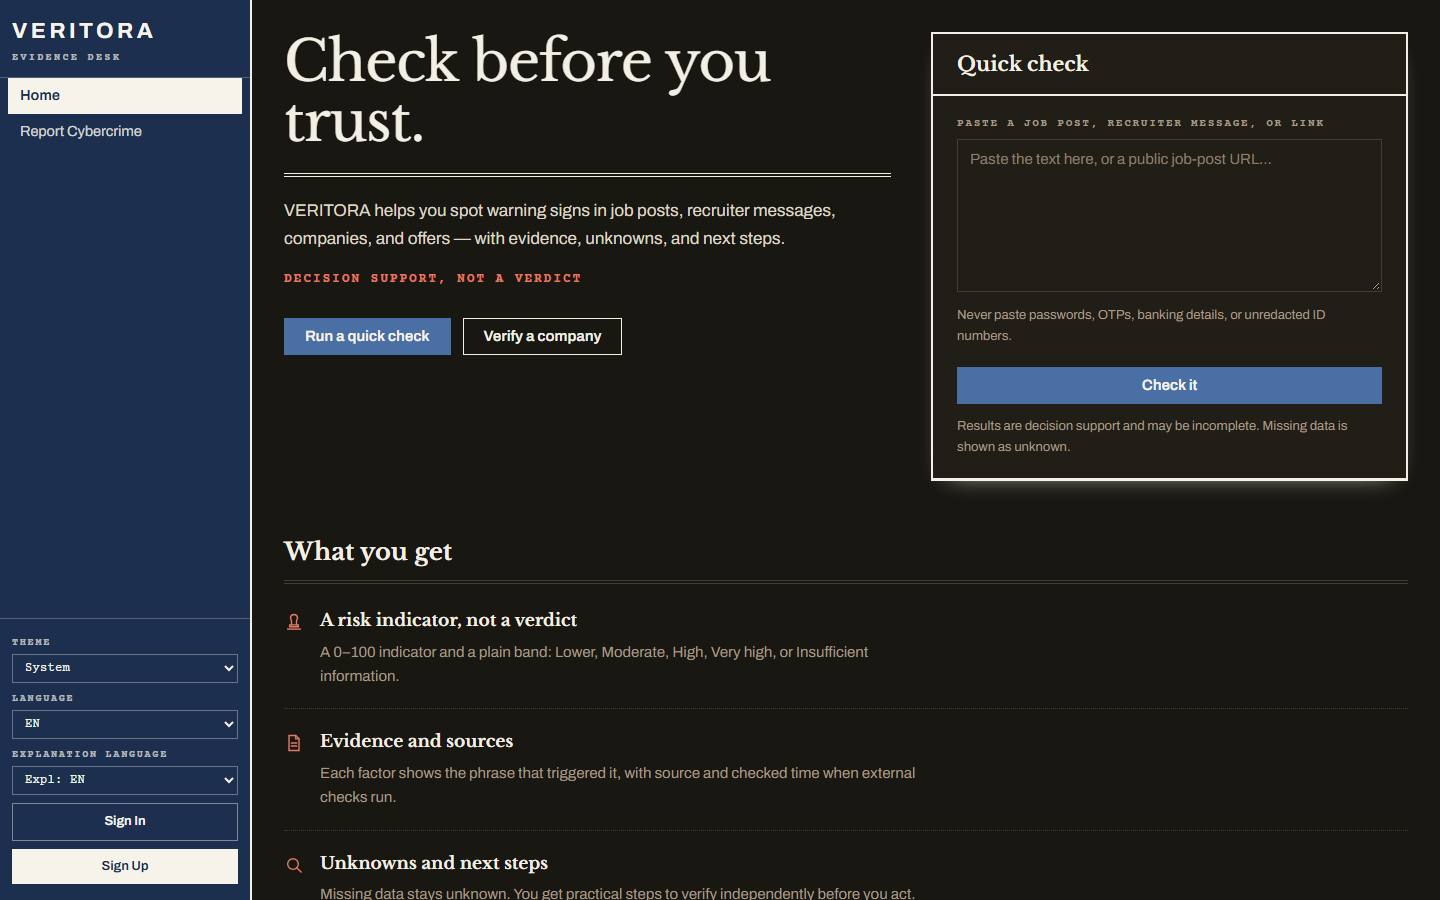 VERITORA
EVIDENCE DESK
Home
Report Cybercrime
THEME
System
LANGUAGE
EN
EXPLANATION LANGUAGE
Expl: EN
Sign In
Sign Up
Check before you
trust.
VERITORA helps you spot warning signs in job posts, recruiter messages,
companies, and offers — with evidence, unknowns, and next steps.
DECISION SUPPORT, NOT A VERDICT
Run a quick check
Verify a company
Quick check
PASTE A JOB POST, RECRUITER MESSAGE, OR LINK
Paste the text here, or a public job-post URL...
Never paste passwords, OTPs, banking details, or unredacted ID
numbers.
Check it
Results are decision support and may be incomplete. Missing data is
shown as unknown.
What you get
A risk indicator, not a verdict
A 0–100 indicator and a plain band: Lower, Moderate, High, Very high, or Insufficient
information.
Evidence and sources
Each factor shows the phrase that triggered it, with source and checked time when external
checks run.
Unknowns and next steps
Missing data stays unknown. You get practical steps to verify independently before you act.